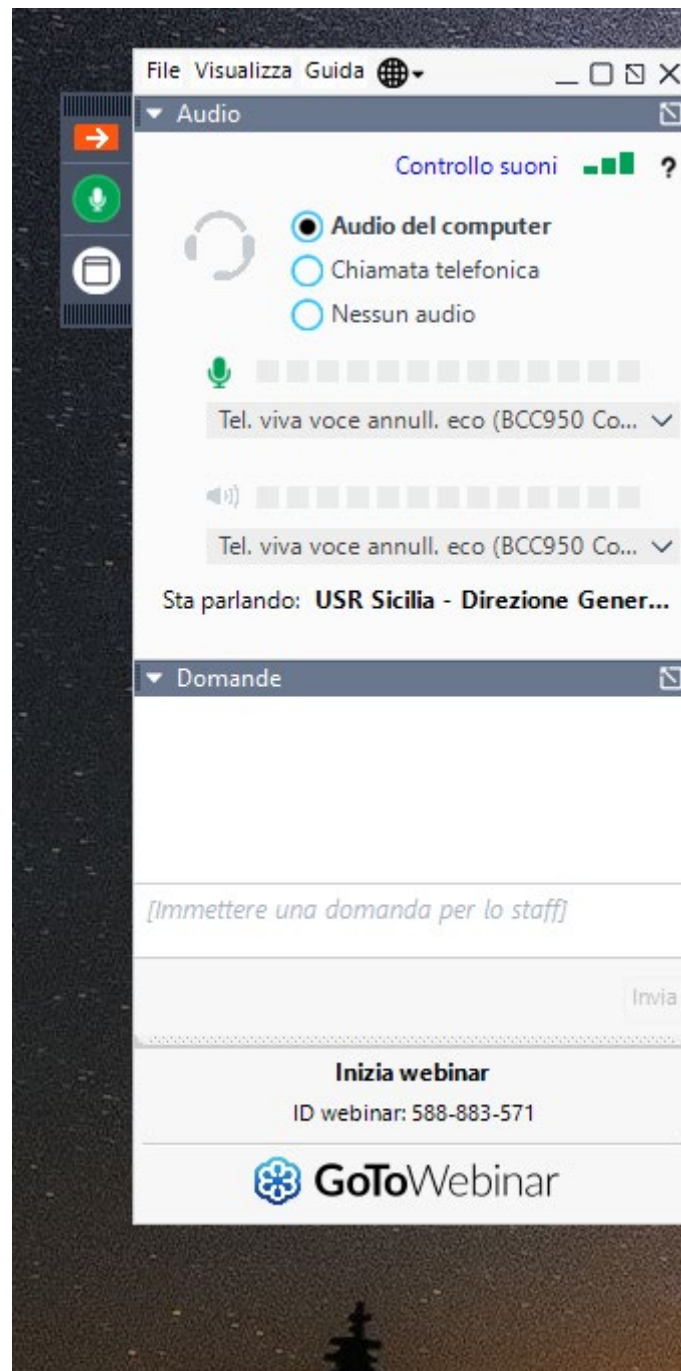 File Visualizza Guida
Audio
Controllo suoni ?
Audio del computer
Chiamata telefonica
Nessun audio
Tel. viva voce annull. eco (BCC950 Co...
Tel. viva voce annull. eco (BCC950 Co...
Sta parlando: USR Sicilia - Direzione Gener...
Domande
[Immettere una domanda per lo staff]
Invia
Inizia webinar
ID webinar: 588-883-571
GoToWebinar